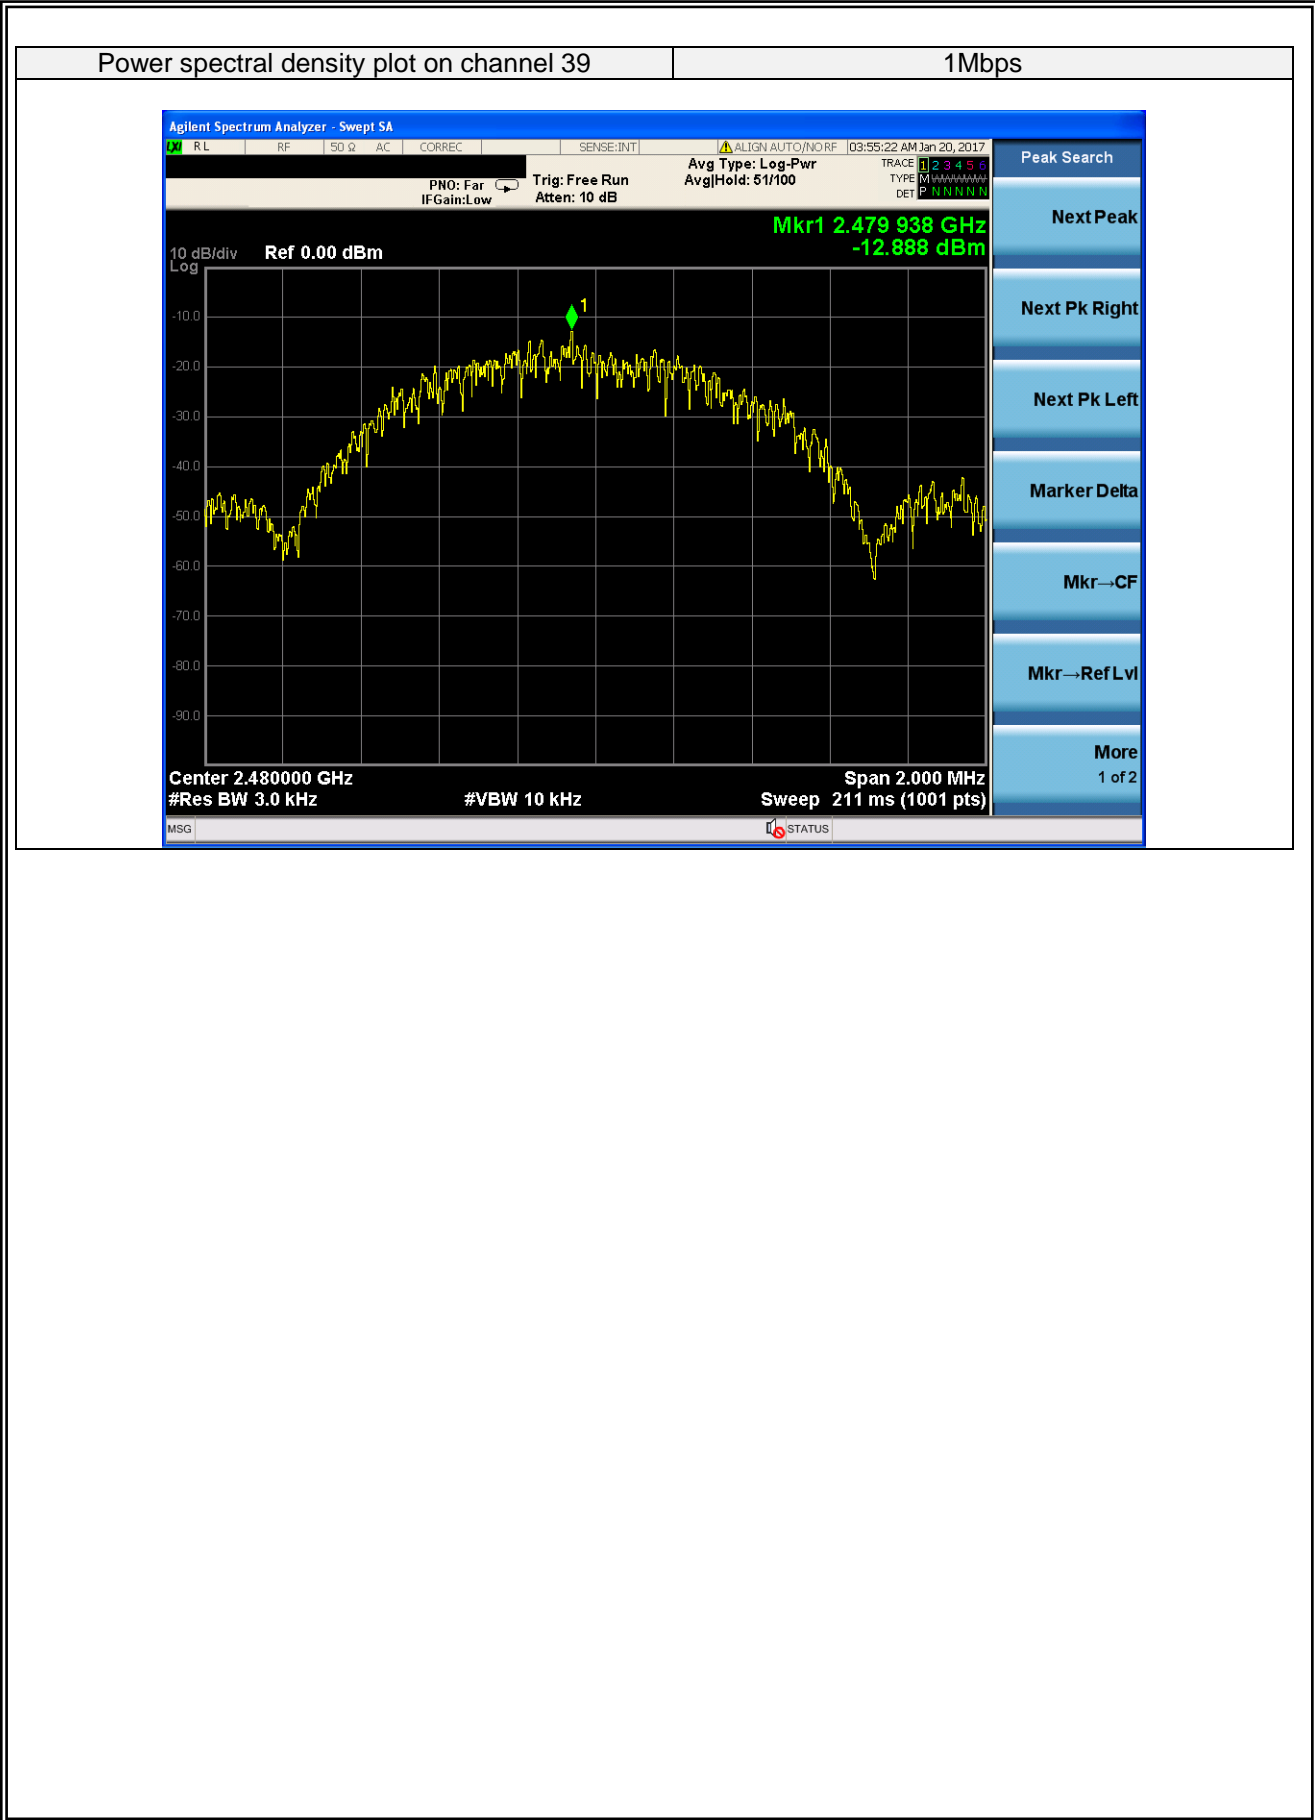 Power spectral density plot on channel 39 1Mbps
Agilent Spectrum Analyzer - Swept SA
LXI RL RF 50 Ω AC CORREC SENSE:INT ALIGN AUTO/NO RF 03:55:22 AM Jan 20, 2017
PNO: Far
IFGain:Low
Trig: Free Run
Atten: 10 dB
Avg Type: Log-Pwr
Avg|Hold: 51/100
TRACE 1 2 3 4 5 6
TYPE M WWWWW
DET P N N N N N
Mkr1 2.479 938 GHz
-12.888 dBm
10 dB/div Ref 0.00 dBm
Log
1
-10.0
-20.0
-30.0
-40.0
-50.0
-60.0
-70.0
-80.0
-90.0
Center 2.480000 GHz Span 2.000 MHz
#Res BW 3.0 kHz #VBW 10 kHz Sweep 211 ms (1001 pts)
MSG STATUS
Peak Search
Next Peak
Next Pk Right
Next Pk Left
Marker Delta
Mkr→CF
Mkr→Ref Lvl
More
1 of 2